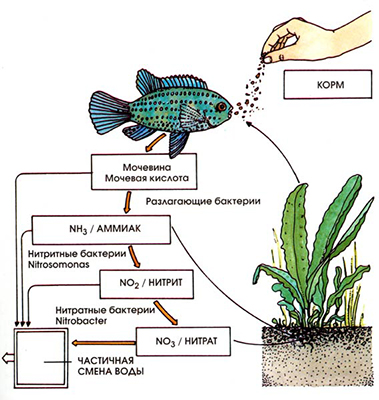 КОРМ
Мочевина
Мочевая кислота
Разлагающие бактерии
NH3 / АММИАК
Нитритные бактерии
Nitrosomonas
NO2 / НИТРИТ
Нитратные бактерии
Nitrobacter
NO3 / НИТРАТ
ЧАСТИЧНАЯ
СМЕНА ВОДЫ